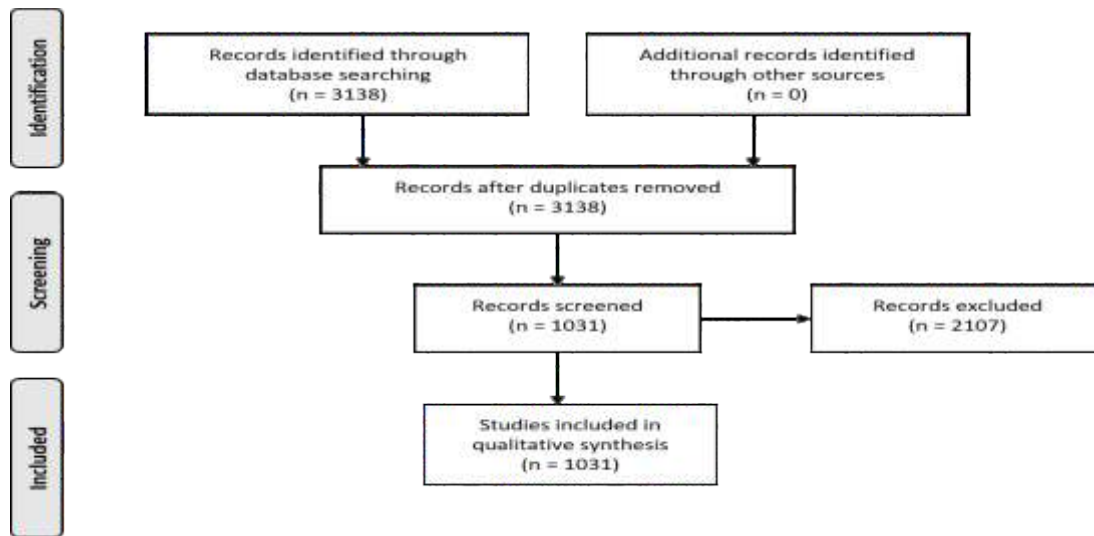 Identification
Records identified through
database searching
(n = 3138)
Additional records identified
through other sources
(n = 0)
Records after duplicates removed
(n = 3138)
Screening
Records screened
(n = 1031)
Records excluded
(n = 2107)
Included
Studies included in
qualitative synthesis
(n = 1031)